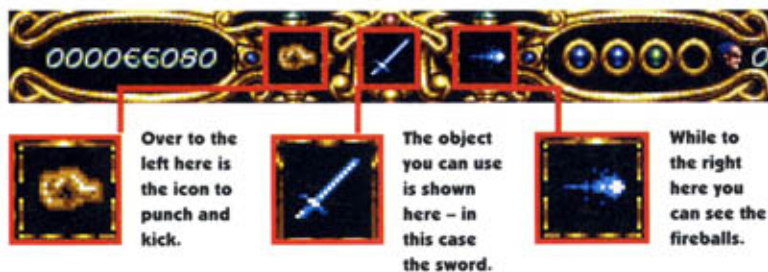 000066080
0
Over to the
left here is
the icon to
punch and
kick.
The object
you can use
is shown
here – in
this case
the sword.
While to
the right
here you
can see the
fireballs.